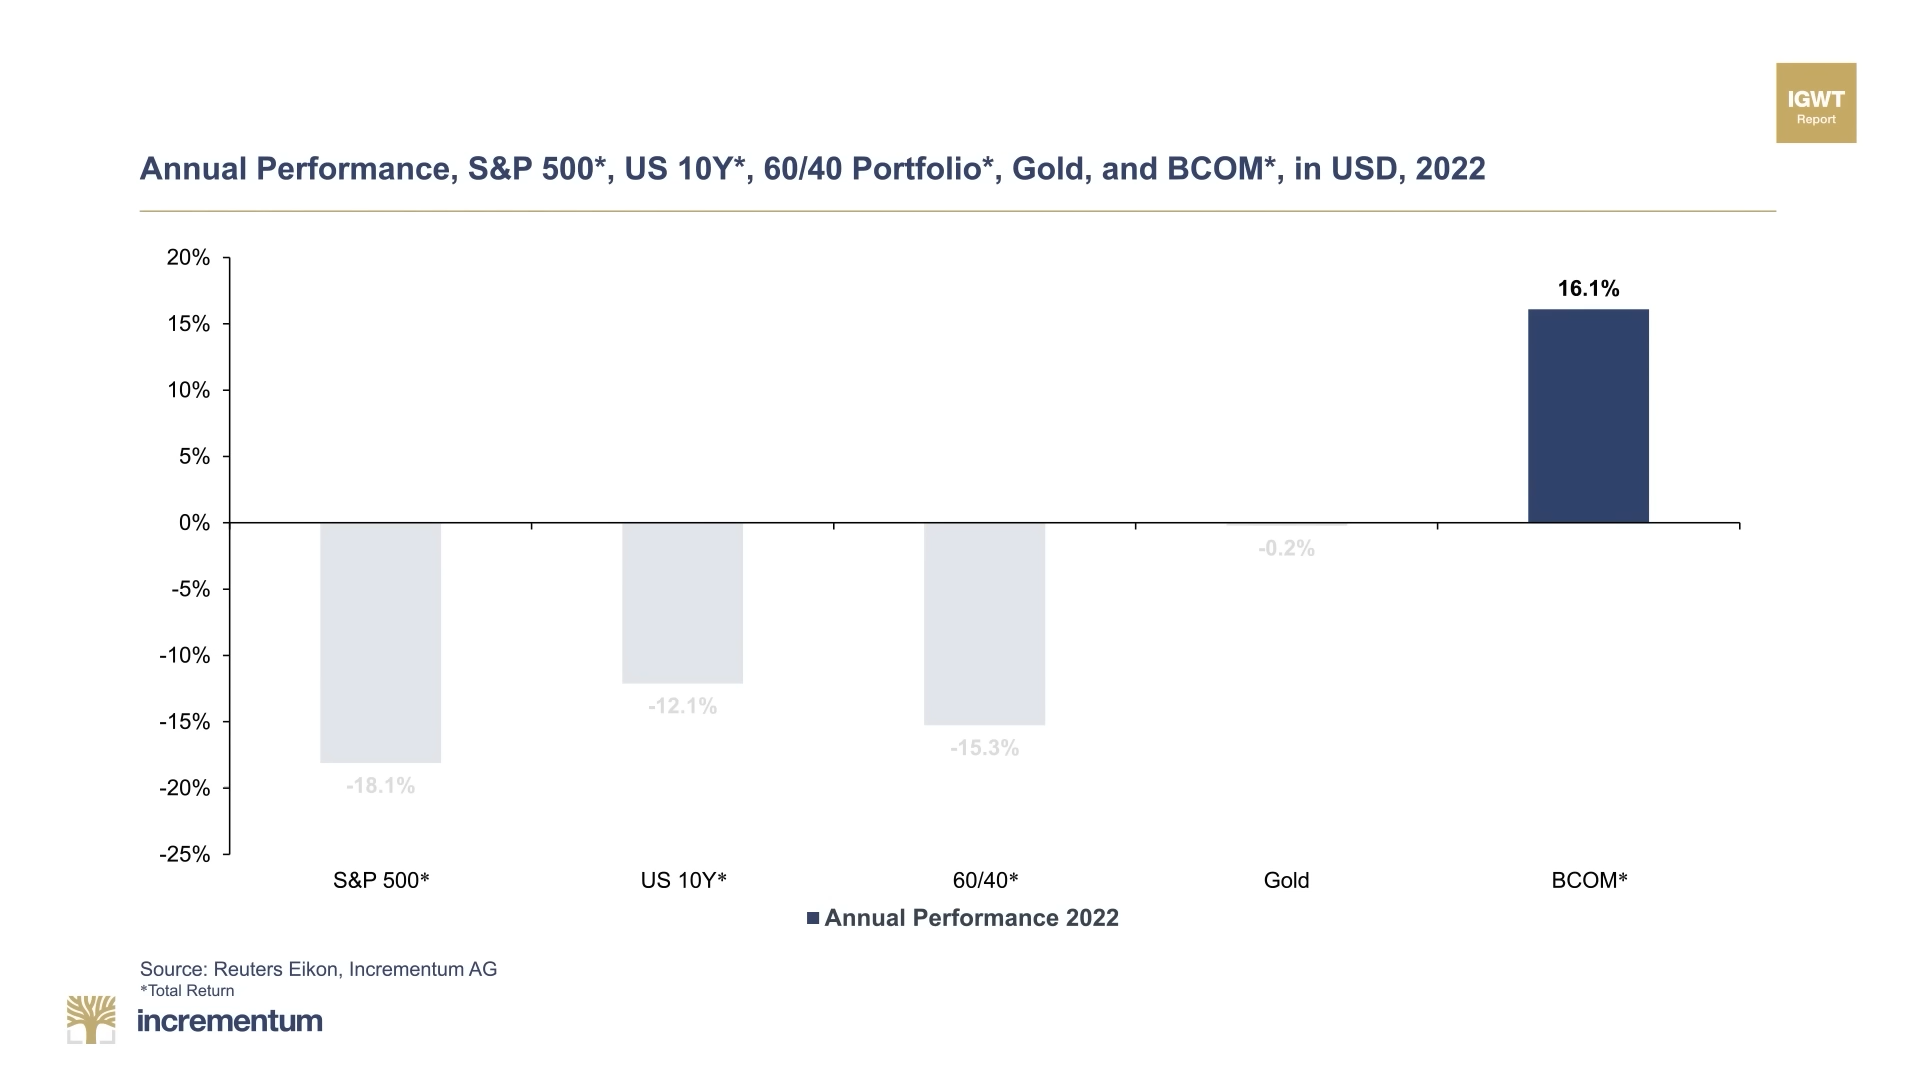 IGWT
Report
Annual Performance, S&P 500*, US 10Y*, 60/40 Portfolio*, Gold, and BCOM*, in USD, 2022
20%
16.1%
15%
10%
5%
0%
-0.2%
-5%
-10%
-12.1%
-15%
-15.3%
-18.1%
-20%
-25%
S&P 500* US 10Y* 60/40* Gold BCOM*
Annual Performance 2022
Source: Reuters Eikon, Incrementum AG
*Total Return
incrementum